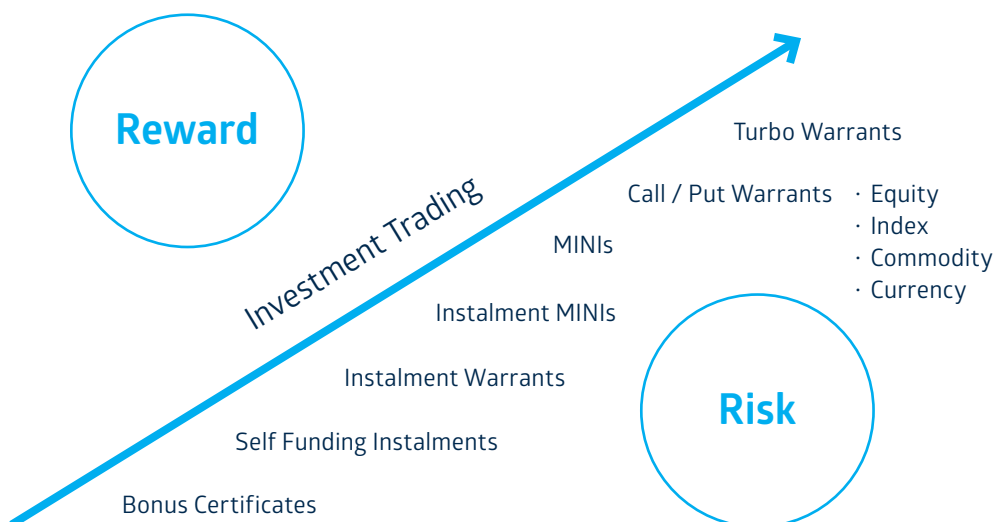 Reward
Turbo Warrants
Call / Put Warrants · Equity
· Index
· Commodity
· Currency
Investment Trading
MINIs
Instalment MINIs
Instalment Warrants
Risk
Self Funding Instalments
Bonus Certificates